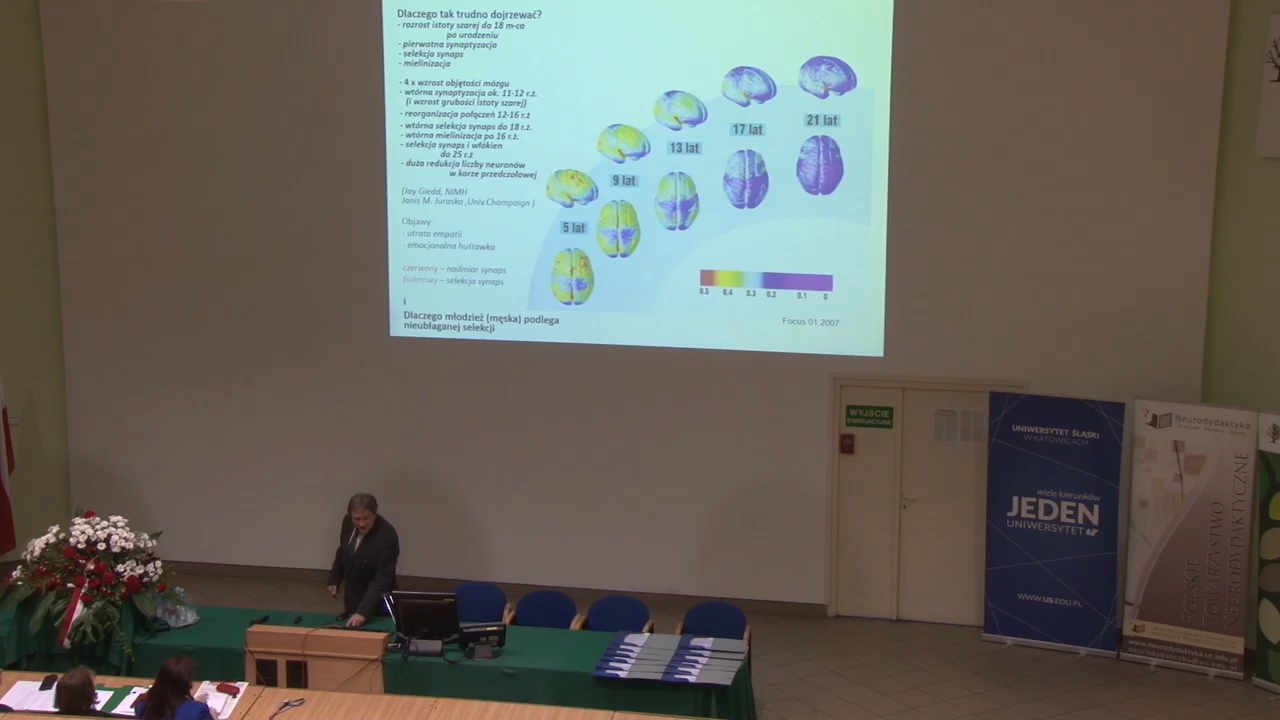 Dlaczego tak trudno dojrzewać?
- rozrost istoty szarej do 18 m-ca
po urodzeniu
- pierwotna synaptyzacja
- selekcja synaps
- mielinizacja
- 4 x wzrost objętości mózgu
- wtórna synaptyzacja ok. 11-12 r.ż.
(i wzrost grubości istoty szarej)
- reorganizacja połączeń 12-16 r.ż
- wtórna selekcja synaps do 18 r.ż.
- wtórna mielinizacja po 16 r.ż.
- selekcja synaps i włókien
do 25 r.ż
- duża redukcja liczby neuronów
w korze przedczołowej
(Jay Giedd, NIMH
Janis M. Juraska ,Univ.Champaign )
Objawy:
- utrata empatii
- emocjonalna huśtawka
czerwony – nadmiar synaps
fioletowy – selekcja synaps
i
Dlaczego młodzież (męska) podlega
nieubłaganej selekcji
5 lat
9 lat
13 lat
17 lat
21 lat
0.5 0.4 0.3 0.2 0.1 0
Focus 01.2007
WYJŚCIE
EWAKUACYJNE
UNIWERSYTET ŚLĄSKI
W KATOWICACH
wiele kierunków
JEDEN
UNIWERSYTET
WWW.US.EDU.PL
Neurodydaktyka
POLSKIE
TOWARZYSTWO
NEURODYDAKTYCZNE
www.neurodydaktyka.us.edu.pl